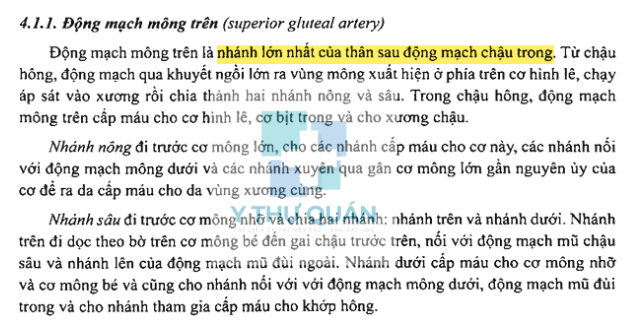 4.1.1. Động mạch mông trên (superior gluteal artery)
Động mạch mông trên là nhánh lớn nhất của thân sau động mạch chậu trong. Từ chậu
hông, động mạch qua khuyết ngồi lớn ra vùng mông xuất hiện ở phía trên cơ hình lê, chạy
áp sát vào xương rồi chia thành hai nhánh nông và sâu. Trong chậu hông, động mạch
mông trên cấp máu cho cơ hình lê, cơ bịt trong và cho xương chậu.
Nhánh nông đi trước cơ mông lớn, cho các nhánh cấp máu cho cơ này, các nhánh nối
với động mạch mông dưới và các nhánh xuyên qua gân cơ mông lớn gần nguyên ủy của
cơ để ra da cấp máu cho da vùng xương cùng.
Y THƯ QUÁN
Nhánh sâu đi trước cơ mông nhỡ và chia hai nhánh: nhánh trên và nhánh dưới. Nhánh
trên đi dọc theo bờ trên cơ mông bé đến gai chậu trước trên, nối với động mạch mũ chậu
sâu và nhánh lên của động mạch mũ đùi ngoài. Nhánh dưới cấp máu cho cơ mông nhỡ
và cơ mông bé và cũng cho nhánh nối với với động mạch mông dưới, động mạch mũ đùi
trong và cho nhánh tham gia cấp máu cho khớp hông.